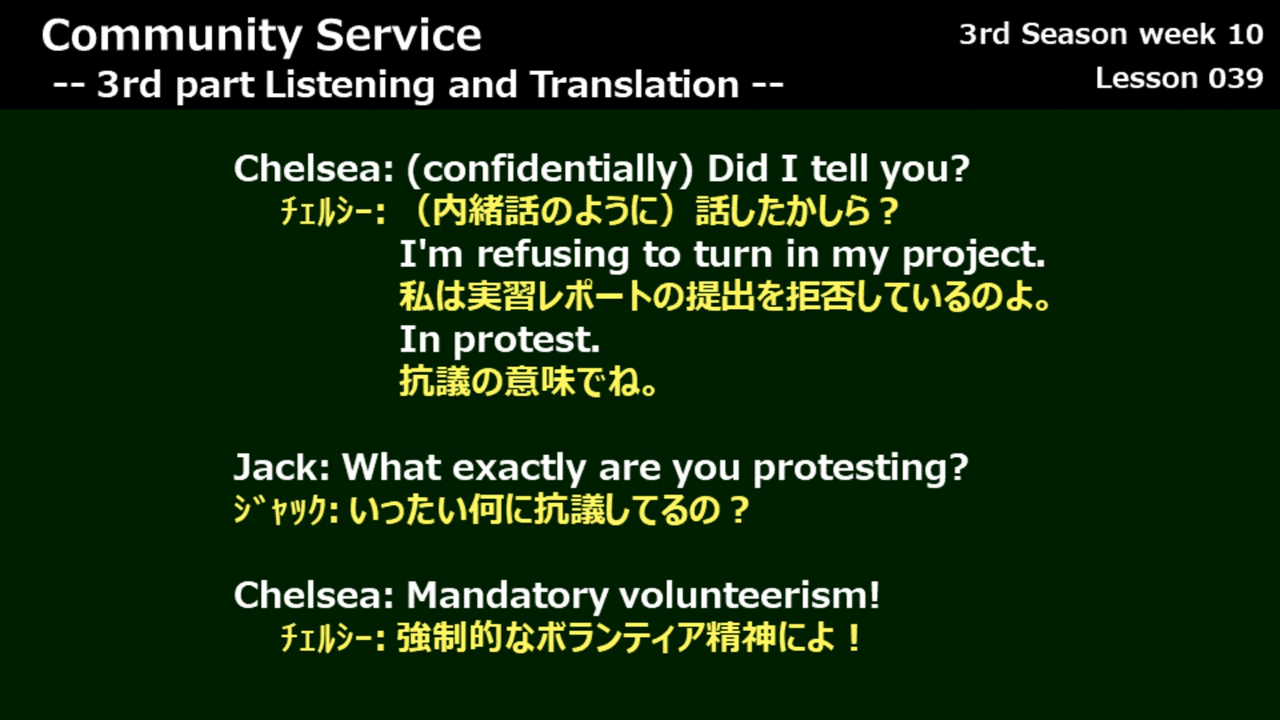 Community Service
3rd Season week 10
-- 3rd part Listening and Translation --
Lesson 039
Chelsea: (confidentially) Did I tell you?
ﾁｪﾙｼｰ: （内緒話のように）話したかしら？
I'm refusing to turn in my project.
私は実習レポートの提出を拒否しているのよ。
In protest.
抗議の意味でね。
Jack: What exactly are you protesting?
ｼﾞｬｯｸ: いったい何に抗議してるの？
Chelsea: Mandatory volunteerism!
ﾁｪﾙｼｰ: 強制的なボランティア精神によ！